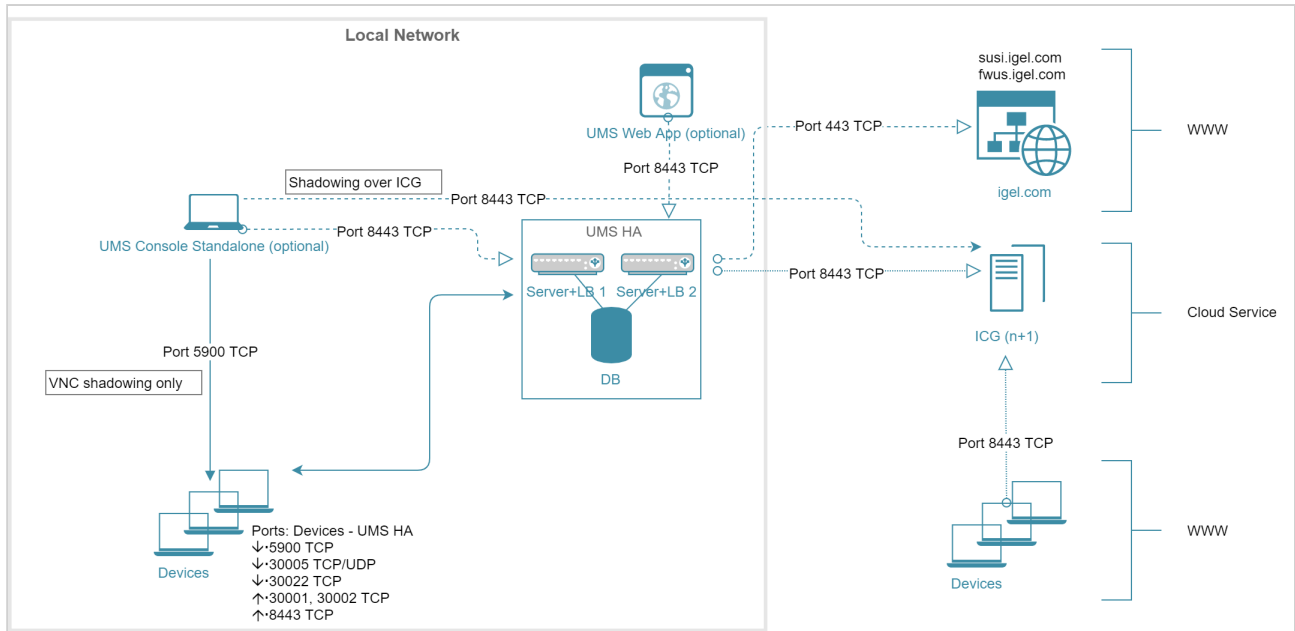 Local Network
susi.igel.com
fwus.igel.com
UMS Web App (optional)
Port 443 TCP
WWW
Port 8443 TCP
igel.com
Shadowing over ICG
Port 8443 TCP
UMS Console Standalone (optional)
Port 8443 TCP
UMS HA
Server+LB 1
Server+LB 2
DB
Port 8443 TCP
ICG (n+1)
Cloud Service
Port 5900 TCP
VNC shadowing only
Port 8443 TCP
Devices
Ports: Devices - UMS HA
↓·5900 TCP
↓·30005 TCP/UDP
↓·30022 TCP
↑·30001, 30002 TCP
↑·8443 TCP
Devices
WWW